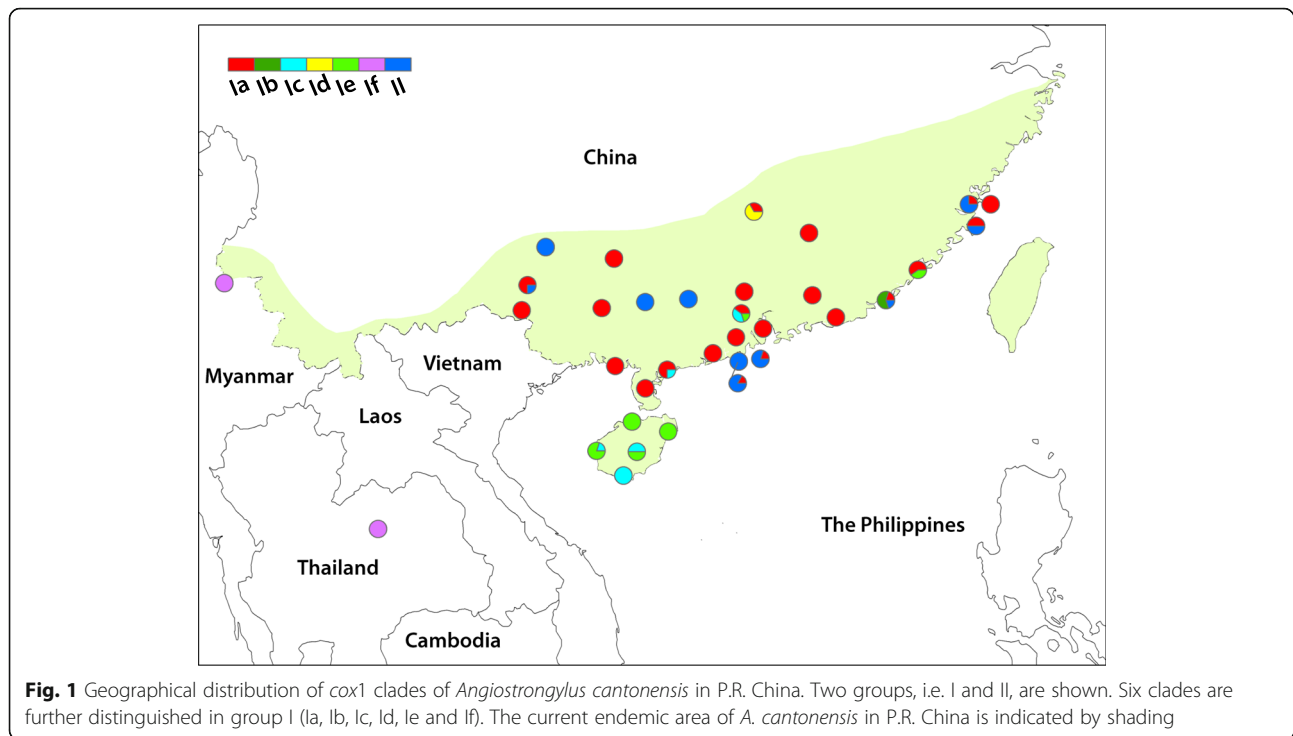 Ia Ib Ic Id Ie If II
China
Vietnam
Myanmar
Laos
The Philippines
Thailand
Cambodia
Fig. 1 Geographical distribution of cox1 clades of Angiostrongylus cantonensis in P.R. China. Two groups, i.e. I and II, are shown. Six clades are
further distinguished in group I (Ia, Ib, Ic, Id, Ie and If). The current endemic area of A. cantonensis in P.R. China is indicated by shading